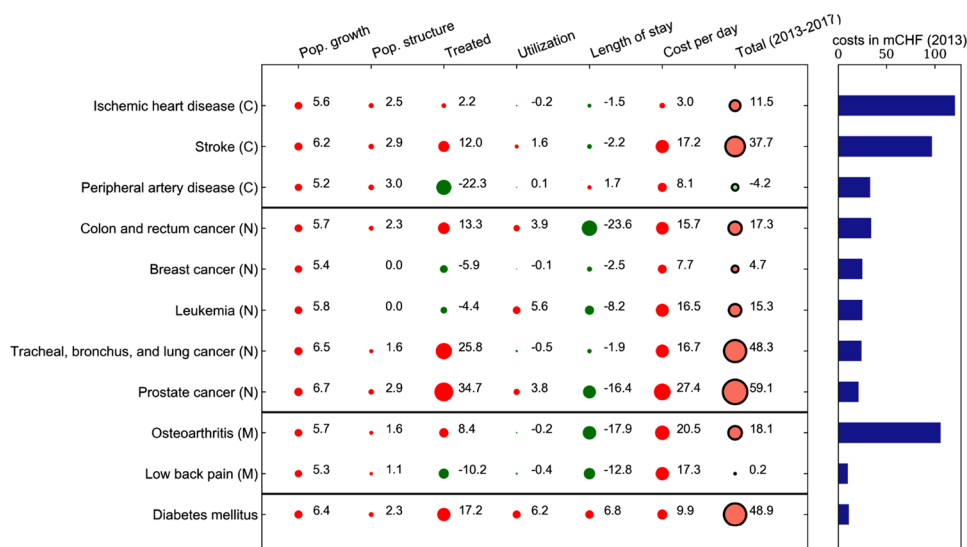 Pop. growth Pop. structure Treated Utilization Length of stay Cost per day Total (2013-2017)
costs in mCHF (2013)
0 50 100
Ischemic heart disease (C) 5.6 2.5 2.2 -0.2 -1.5 3.0 11.5
Stroke (C) 6.2 2.9 12.0 1.6 -2.2 17.2 37.7
Peripheral artery disease (C) 5.2 3.0 -22.3 0.1 1.7 8.1 -4.2
Colon and rectum cancer (N) 5.7 2.3 13.3 3.9 -23.6 15.7 17.3
Breast cancer (N) 5.4 0.0 -5.9 -0.1 -2.5 7.7 4.7
Leukemia (N) 5.8 0.0 -4.4 5.6 -8.2 16.5 15.3
Tracheal, bronchus, and lung cancer (N) 6.5 1.6 25.8 -0.5 -1.9 16.7 48.3
Prostate cancer (N) 6.7 2.9 34.7 3.8 -16.4 27.4 59.1
Osteoarthritis (M) 5.7 1.6 8.4 -0.2 -17.9 20.5 18.1
Low back pain (M) 5.3 1.1 -10.2 -0.4 -12.8 17.3 0.2
Diabetes mellitus 6.4 2.3 17.2 6.2 6.8 9.9 48.9